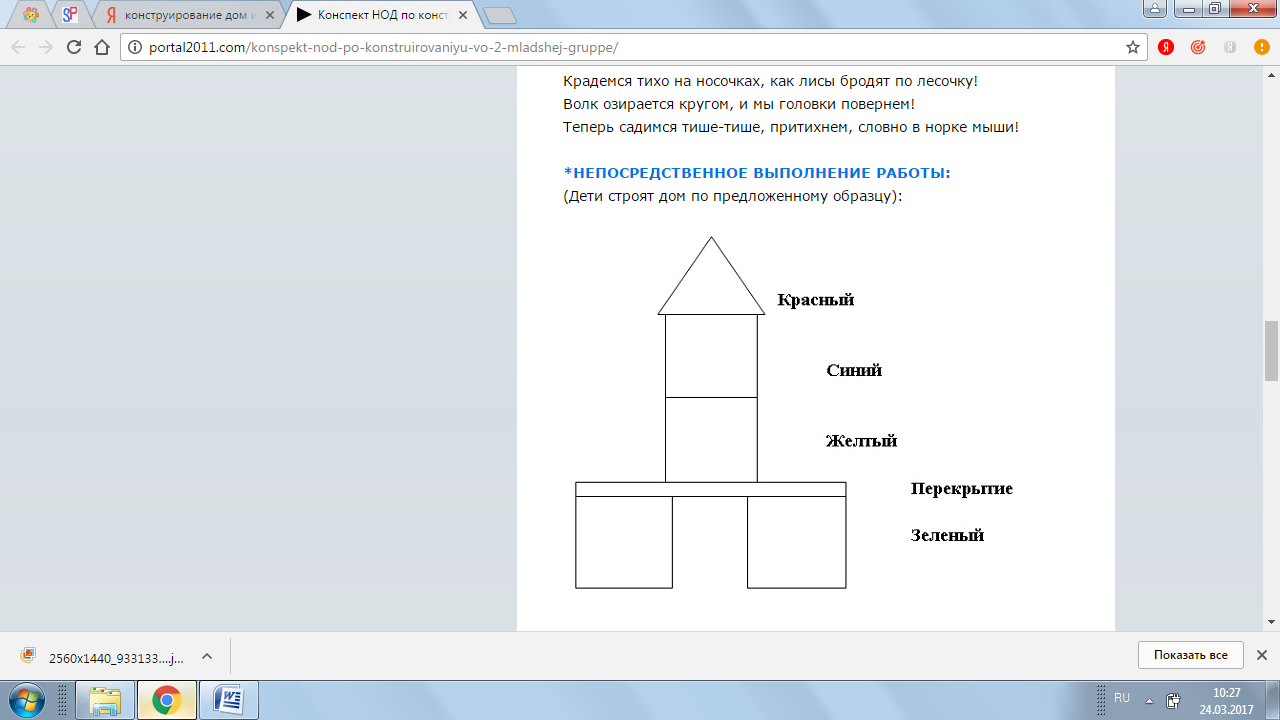 конструирование дом и
Конспект НОД по конст
portal2011.com/konspekt-nod-po-konstruirovaniyu-vo-2-mladshej-gruppe/
Крадемся тихо на носочках, как лисы бродят по лесочку!
Волк озирается кругом, и мы головки повернем!
Теперь садимся тише-тише, притихнем, словно в норке мыши!
*НЕПОСРЕДСТВЕННОЕ ВЫПОЛНЕНИЕ РАБОТЫ:
(Дети строят дом по предложенному образцу):
Красный
Синий
Желтый
Перекрытие
Зеленый
2560x1440_933133....j...
Показать все
RU
10:27
24.03.2017